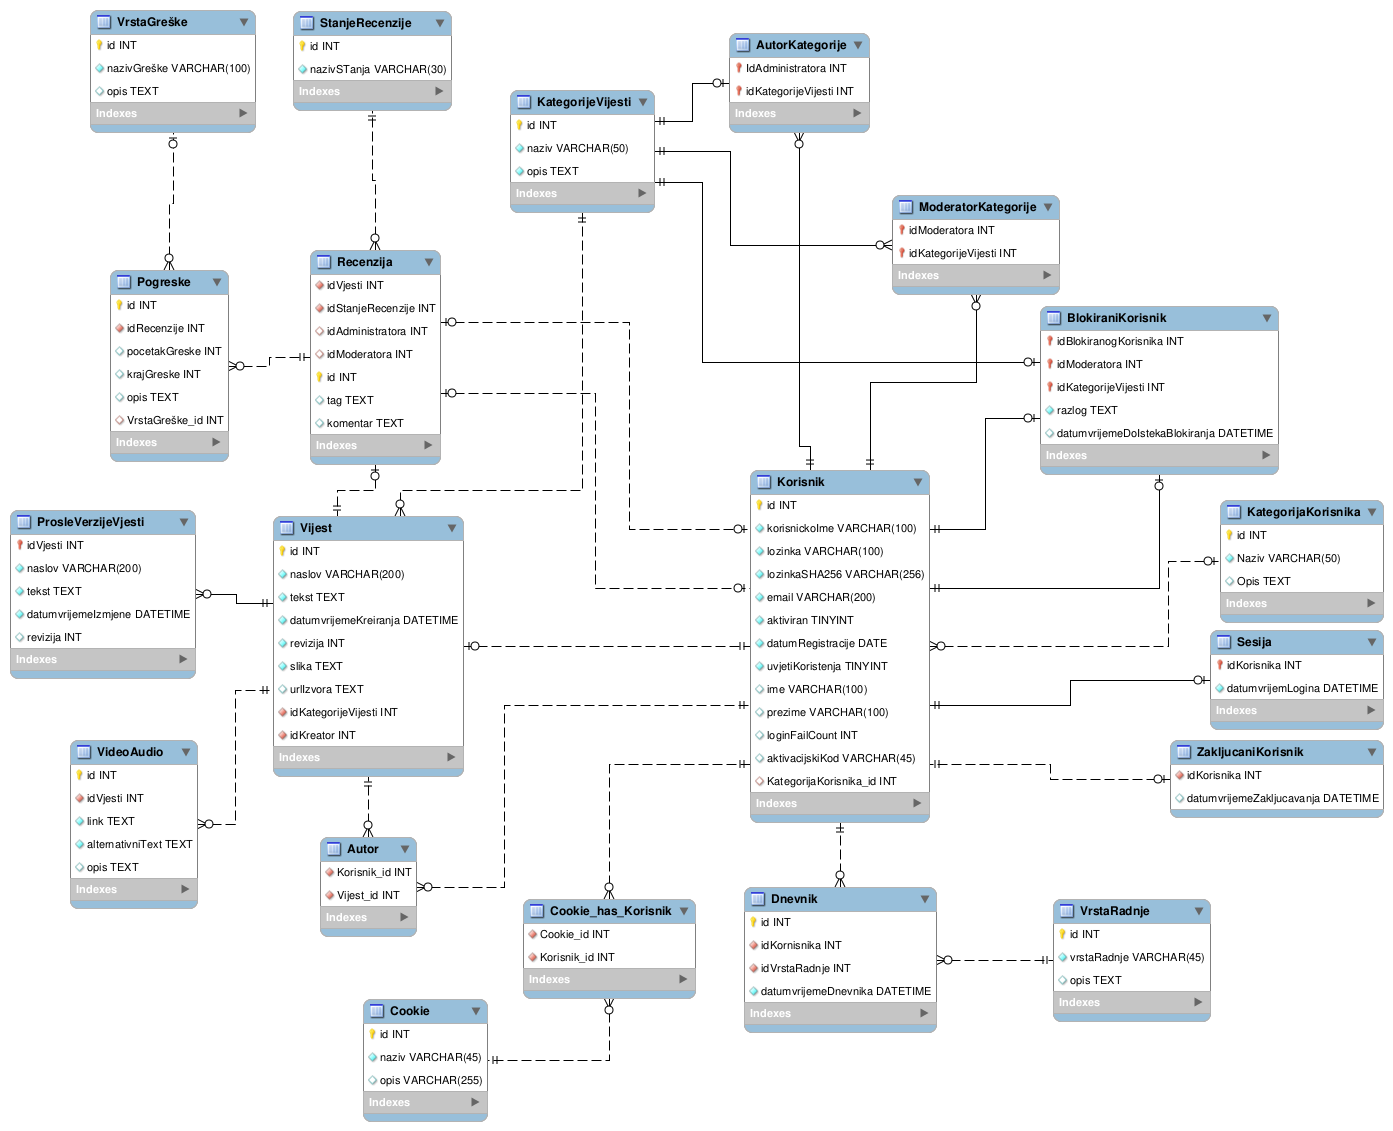 VrstaGreške
id INT
nazivGreške VARCHAR(100)
opis TEXT
Indexes
StanjeRecenzije
id INT
nazivSTanja VARCHAR(30)
Indexes
AutorKategorije
IdAdministratora INT
idKategorijeVijesti INT
Indexes
KategorijeVijesti
id INT
naziv VARCHAR(50)
opis TEXT
Indexes
ModeratorKategorije
idModeratora INT
idKategorijeVijesti INT
Indexes
Recenzija
idVjesti INT
idStanjeRecenzije INT
idAdministratora INT
idModeratora INT
id INT
tag TEXT
komentar TEXT
Indexes
Pogreske
id INT
idRecenzije INT
pocetakGreske INT
krajGreske INT
opis TEXT
VrstaGreške_id INT
Indexes
BlokiraniKorisnik
idBlokiranogKorisnika INT
idModeratora INT
idKategorijeVijesti INT
razlog TEXT
datumvrijemeDoIstekaBlokiranja DATETIME
Indexes
Korisnik
id INT
korisnickoIme VARCHAR(100)
lozinka VARCHAR(100)
lozinkaSHA256 VARCHAR(256)
email VARCHAR(200)
aktiviran TINYINT
datumRegistracije DATE
uvjetiKoristenja TINYINT
ime VARCHAR(100)
prezime VARCHAR(100)
loginFailCount INT
aktivacijskiKod VARCHAR(45)
KategorijaKorisnika_id INT
Indexes
KategorijaKorisnika
id INT
Naziv VARCHAR(50)
Opis TEXT
Indexes
ProsleVerzijeVjesti
idVjesti INT
naslov VARCHAR(200)
tekst TEXT
datumvrijemeIzmjene DATETIME
revizija INT
Indexes
Vijest
id INT
naslov VARCHAR(200)
tekst TEXT
datumvrijemeKreiranja DATETIME
revizija INT
slika TEXT
urlIzvora TEXT
idKategorijeVijesti INT
idKreator INT
Indexes
Sesija
idKorisnika INT
datumvrijemLogina DATETIME
Indexes
VideoAudio
id INT
idVjesti INT
link TEXT
alternativniText TEXT
opis TEXT
Indexes
ZakljucaniKorisnik
idKorisnika INT
datumvrijemeZakljucavanja DATETIME
Autor
Korisnik_id INT
Vijest_id INT
Indexes
Cookie_has_Korisnik
Cookie_id INT
Korisnik_id INT
Indexes
Dnevnik
id INT
idKornisnika INT
idVrstaRadnje INT
datumvrijemeDnevnika DATETIME
Indexes
VrstaRadnje
id INT
vrstaRadnje VARCHAR(45)
opis TEXT
Indexes
Cookie
id INT
naziv VARCHAR(45)
opis VARCHAR(255)
Indexes